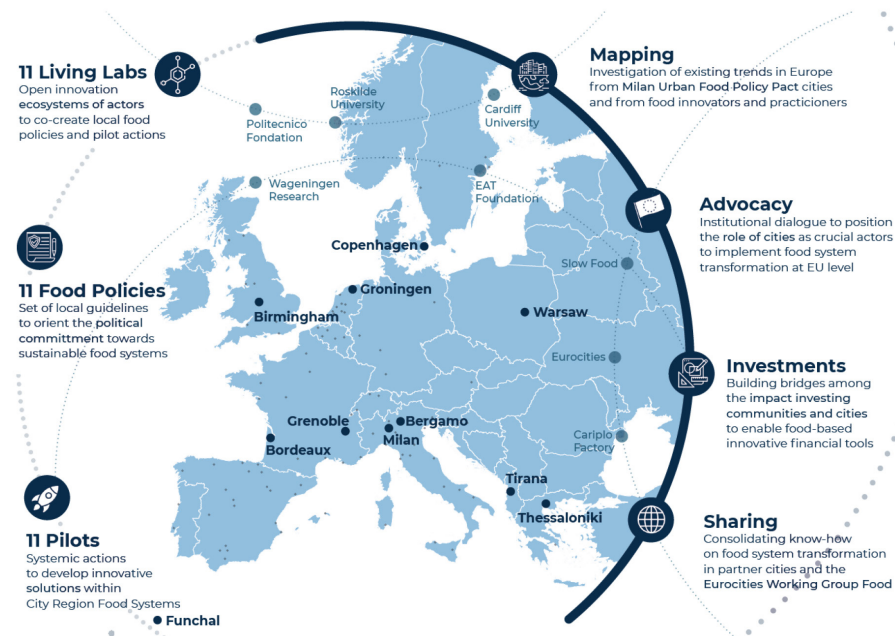 11 Living Labs
Open innovation
ecosystems of actors
to co-create local food
policies and pilot actions
11 Food Policies
Set of local guidelines
to orient the political
committment towards
sustainable food systems
11 Pilots
Systemic actions
to develop innovative
solutions within
City Region Food Systems
Funchal
Politecnico
Fondation
Roskilde
University
Cardiff
University
Wageningen
Research
EAT
Foundation
Slow Food
Eurocities
Cariplo
Factory
Copenhagen
Groningen
Birmingham
Warsaw
Grenoble
Bergamo
Milan
Bordeaux
Tirana
Thessaloniki
Mapping
Investigation of existing trends in Europe
from Milan Urban Food Policy Pact cities
and from food innovators and practicioners
Advocacy
Institutional dialogue to position
the role of cities as crucial actors
to implement food system
transformation at EU level
Investments
Building bridges among
the impact investing
communities and cities
to enable food-based
innovative financial tools
Sharing
Consolidating know-how
on food system transformation
in partner cities and the
Eurocities Working Group Food